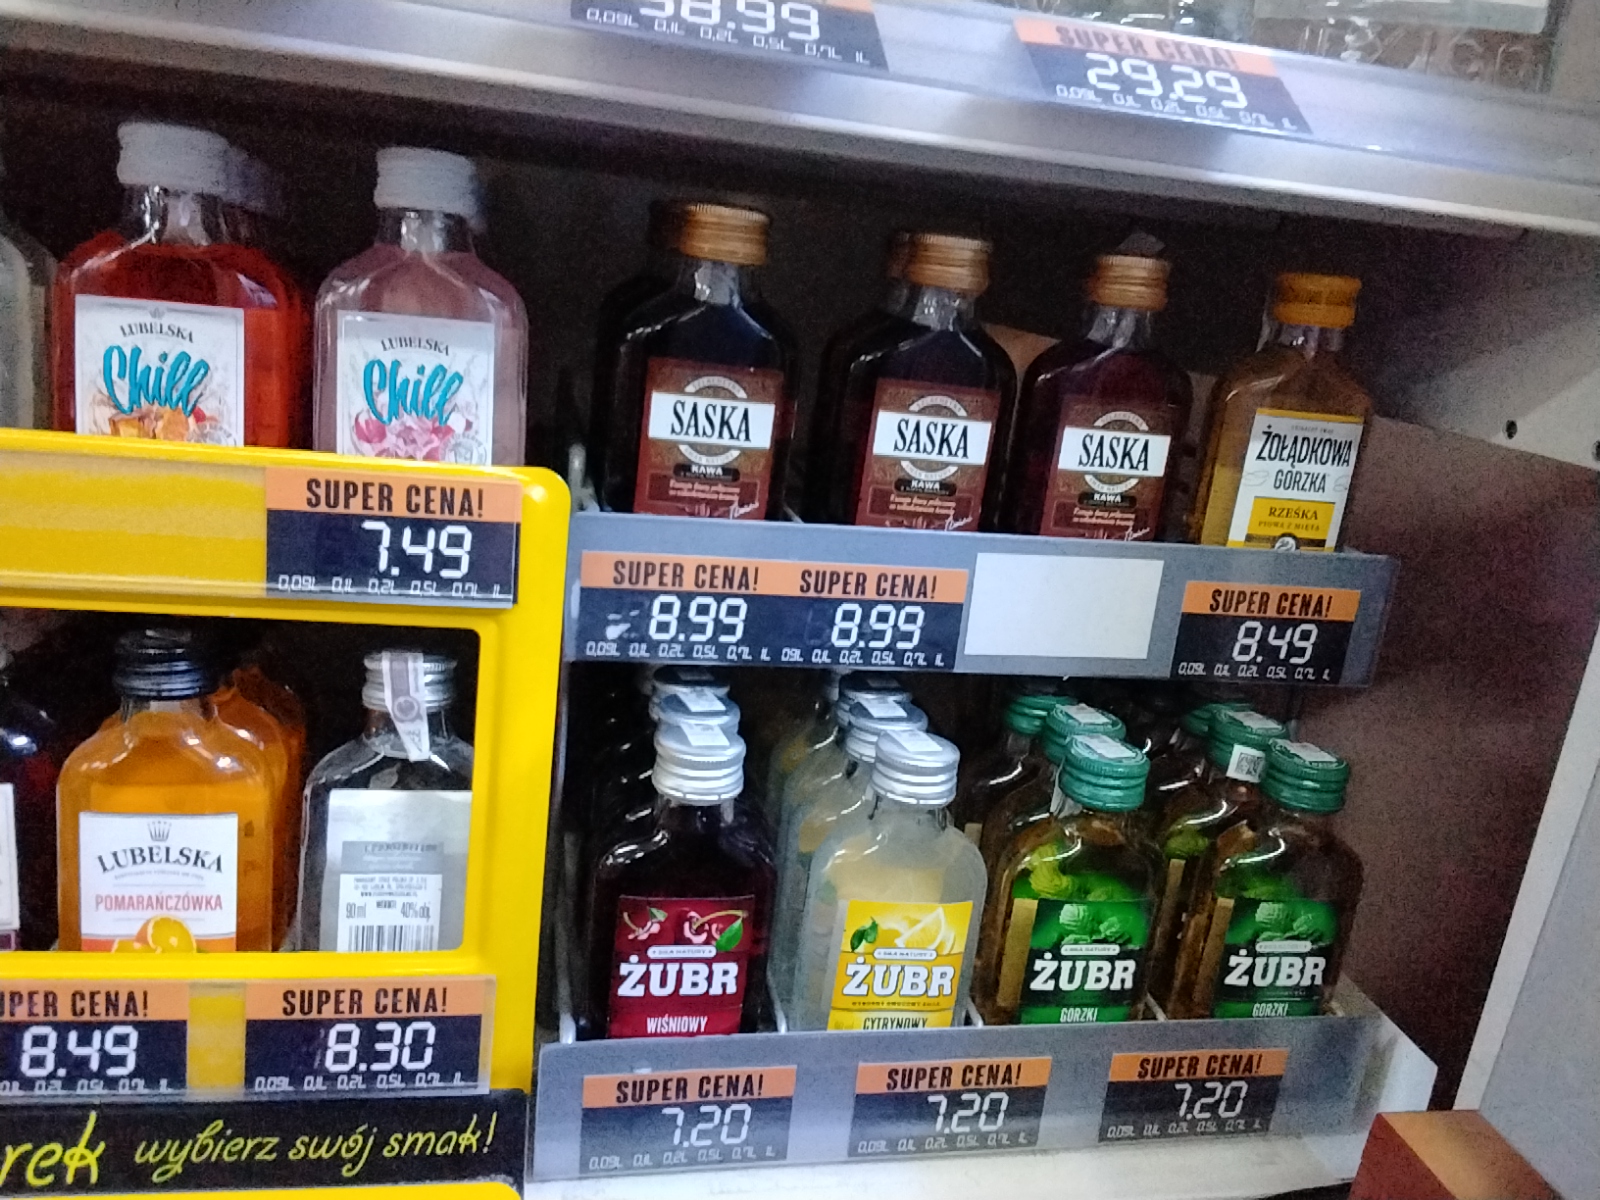 38.99
0,09L 0,1L 0,2L 0,5L 0,7L 1L
SUPER CENA!
29.29
0,09L 0,1L 0,2L 0,5L 0,7L 1L
LUBELSKA
Chill
LUBELSKA
Chill
SASKA
KAWA
SASKA
KAWA
SASKA
KAWA
ŻOŁĄDKOWA
GORZKA
RZEŚKA
SUPER CENA!
7.49
0,09L 0,1L 0,2L 0,5L 0,7L 1L
SUPER CENA!
8.99
0,09L 0,1L 0,2L 0,5L 0,7L 1L
SUPER CENA!
8.99
09L 0,1L 0,2L 0,5L 0,7L 1L
SUPER CENA!
8.49
0,09L 0,1L 0,2L 0,5L 0,7L 1L
LUBELSKA
POMARAŃCZÓWKA
90 ml 40% obj.
SIŁA NATURY
ŻUBR
WIŚNIOWY
SIŁA NATURY
ŻUBR
CYTRYNOWY
SIŁA NATURY
ŻUBR
GORZKI
ŻUBR
GORZKI
UPER CENA!
8.49
0,1L 0,2L 0,5L 0,7L 1L
SUPER CENA!
8.30
0,09L 0,1L 0,2L 0,5L 0,7L 1L
SUPER CENA!
7.20
0,09L 0,1L 0,2L 0,5L 0,7L 1L
SUPER CENA!
7.20
0,09L 0,1L 0,2L 0,5L 0,7L 1L
SUPER CENA!
7.20
0,09L 0,1L 0,2L 0,5L 0,7L 1L
rek wybierz swój smak!